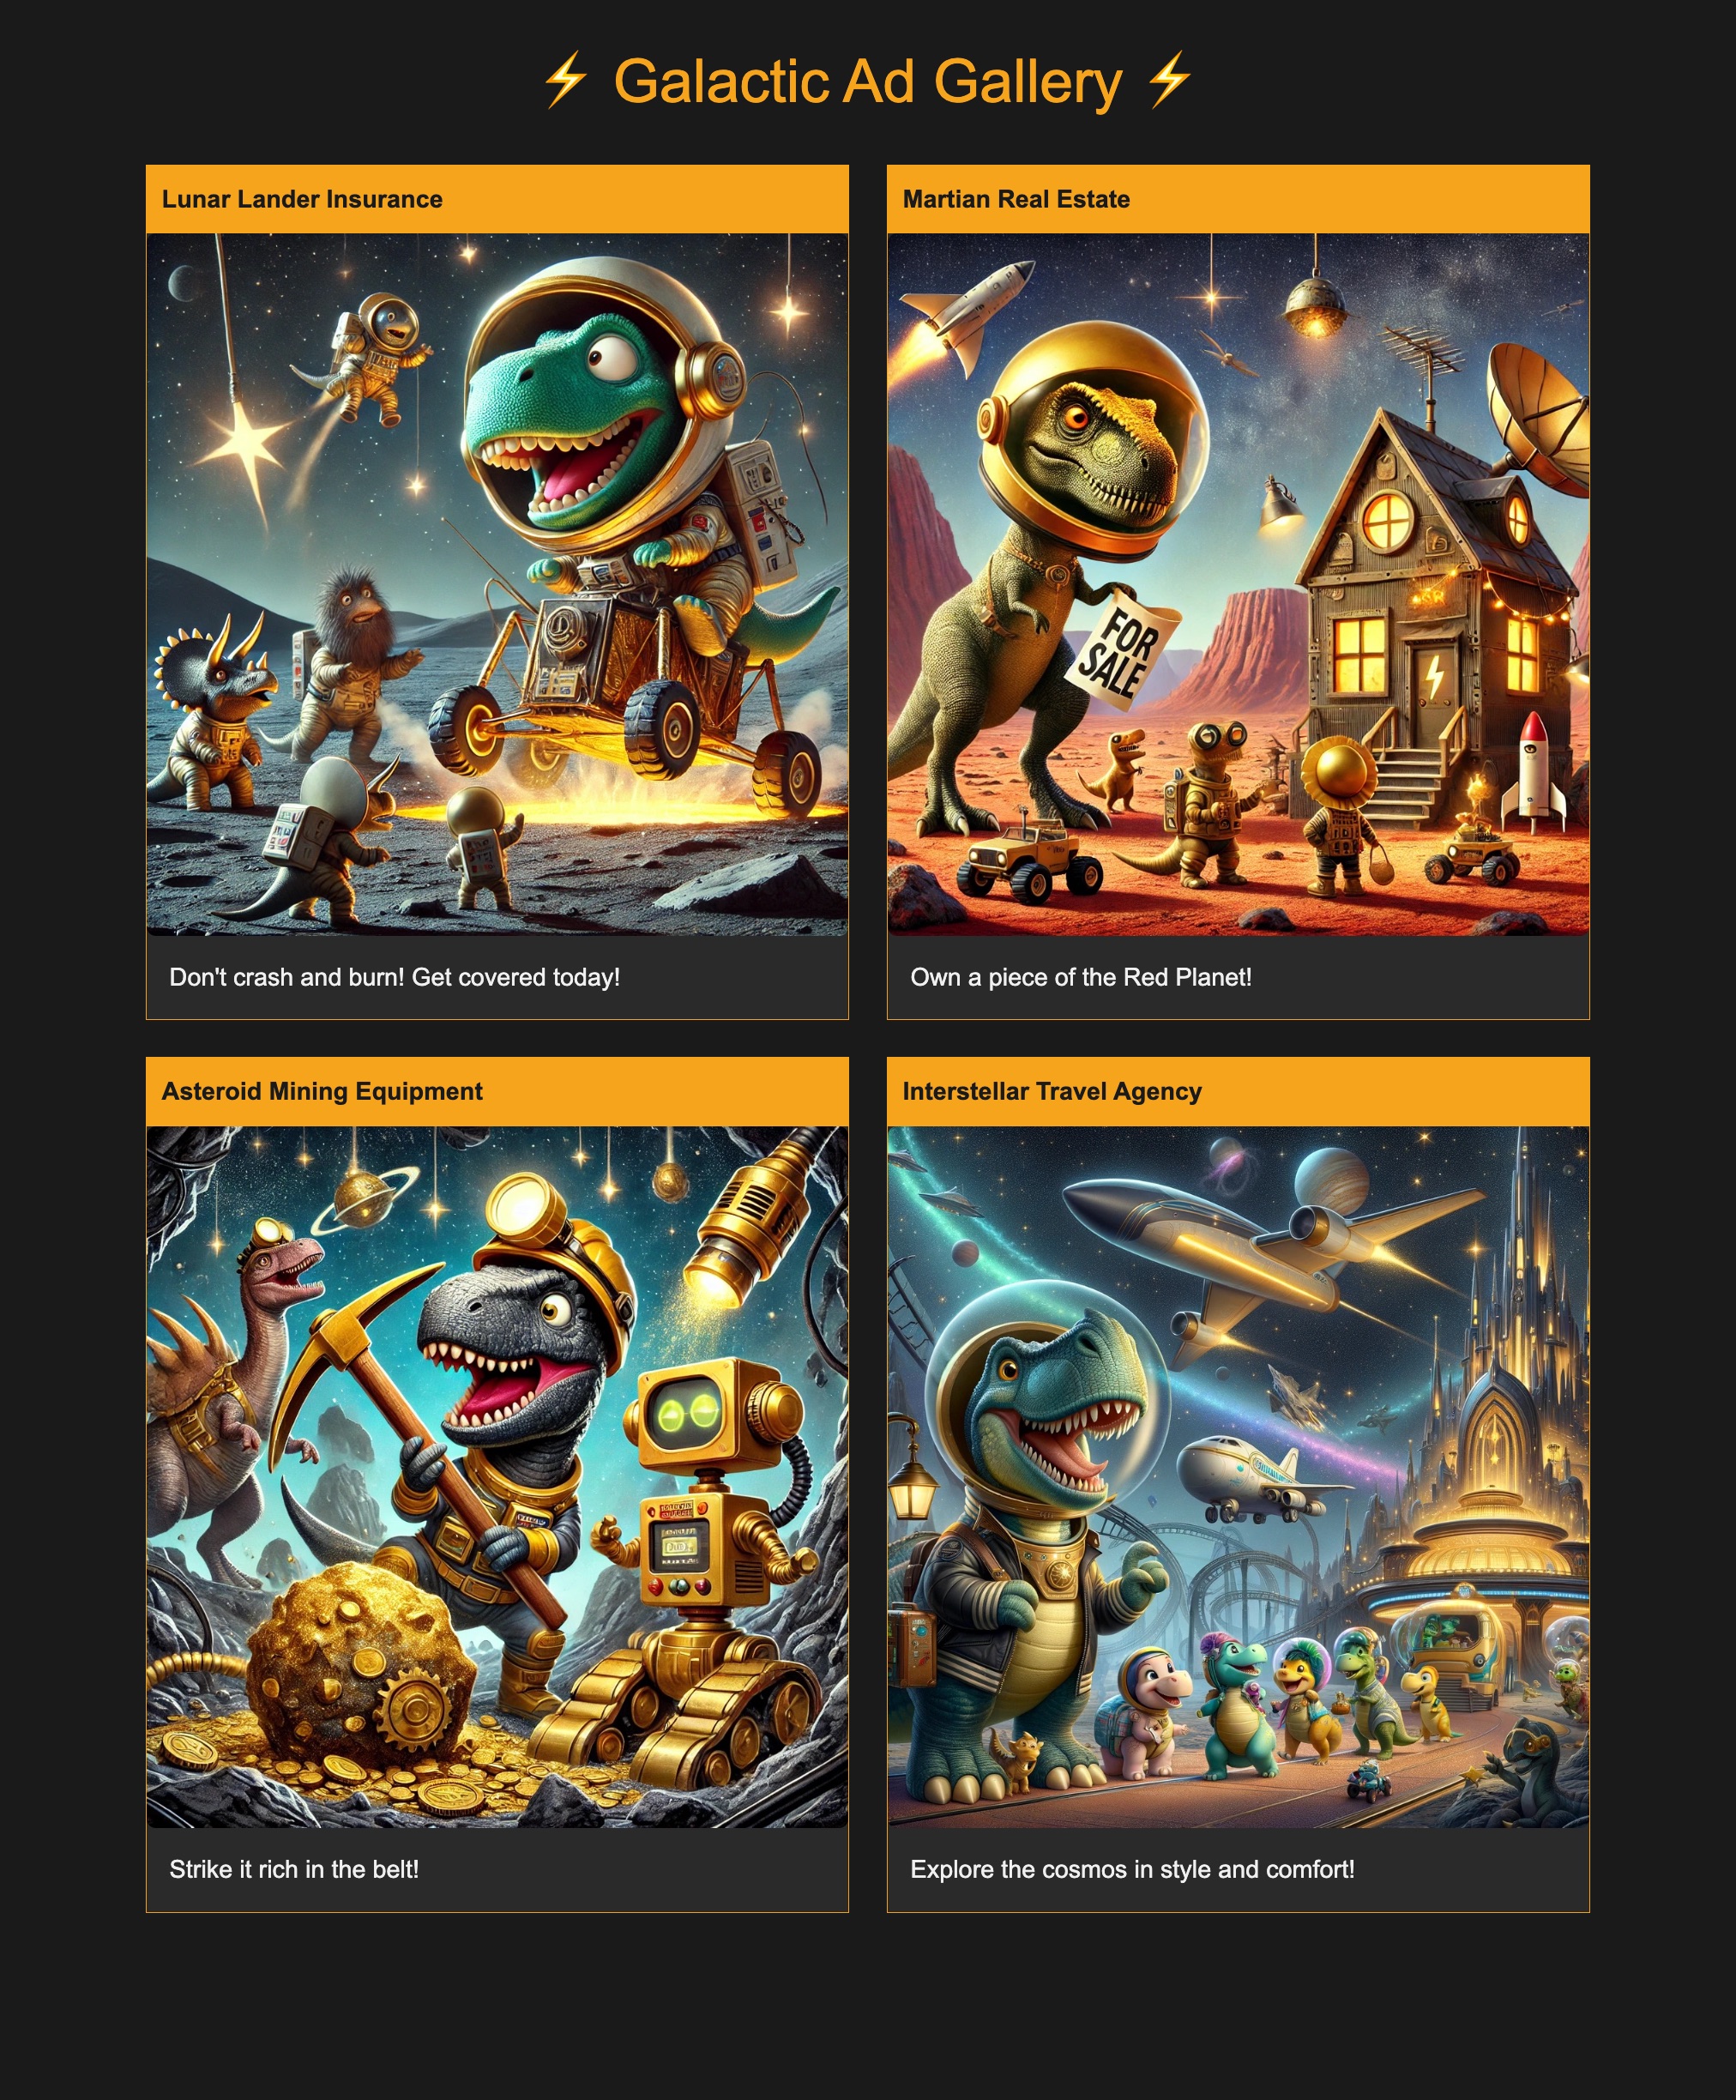 ⚡ Galactic Ad Gallery ⚡
Lunar Lander Insurance
Martian Real Estate
FOR
SALE
Don't crash and burn! Get covered today!
Own a piece of the Red Planet!
Asteroid Mining Equipment
Interstellar Travel Agency
Strike it rich in the belt!
Explore the cosmos in style and comfort!